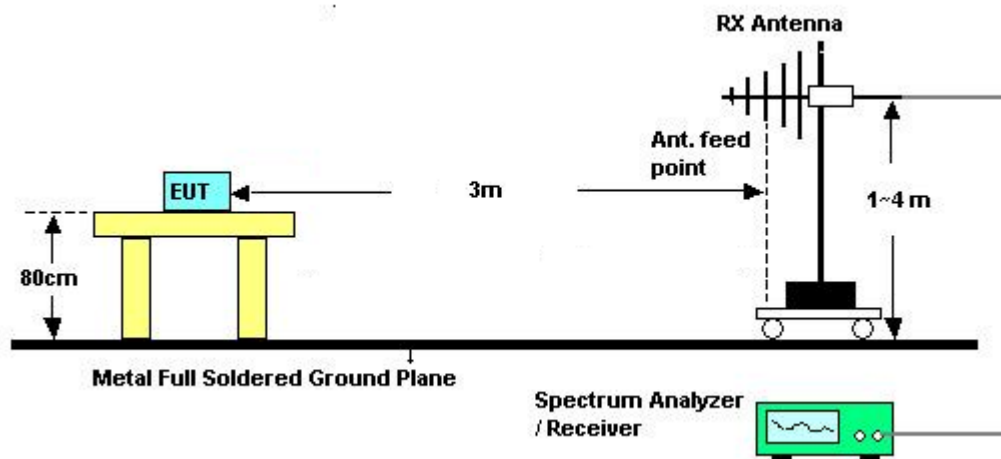 RX Antenna
Ant. feed
point
EUT
3m
1~4 m
80cm
Metal Full Soldered Ground Plane
Spectrum Analyzer
/ Receiver